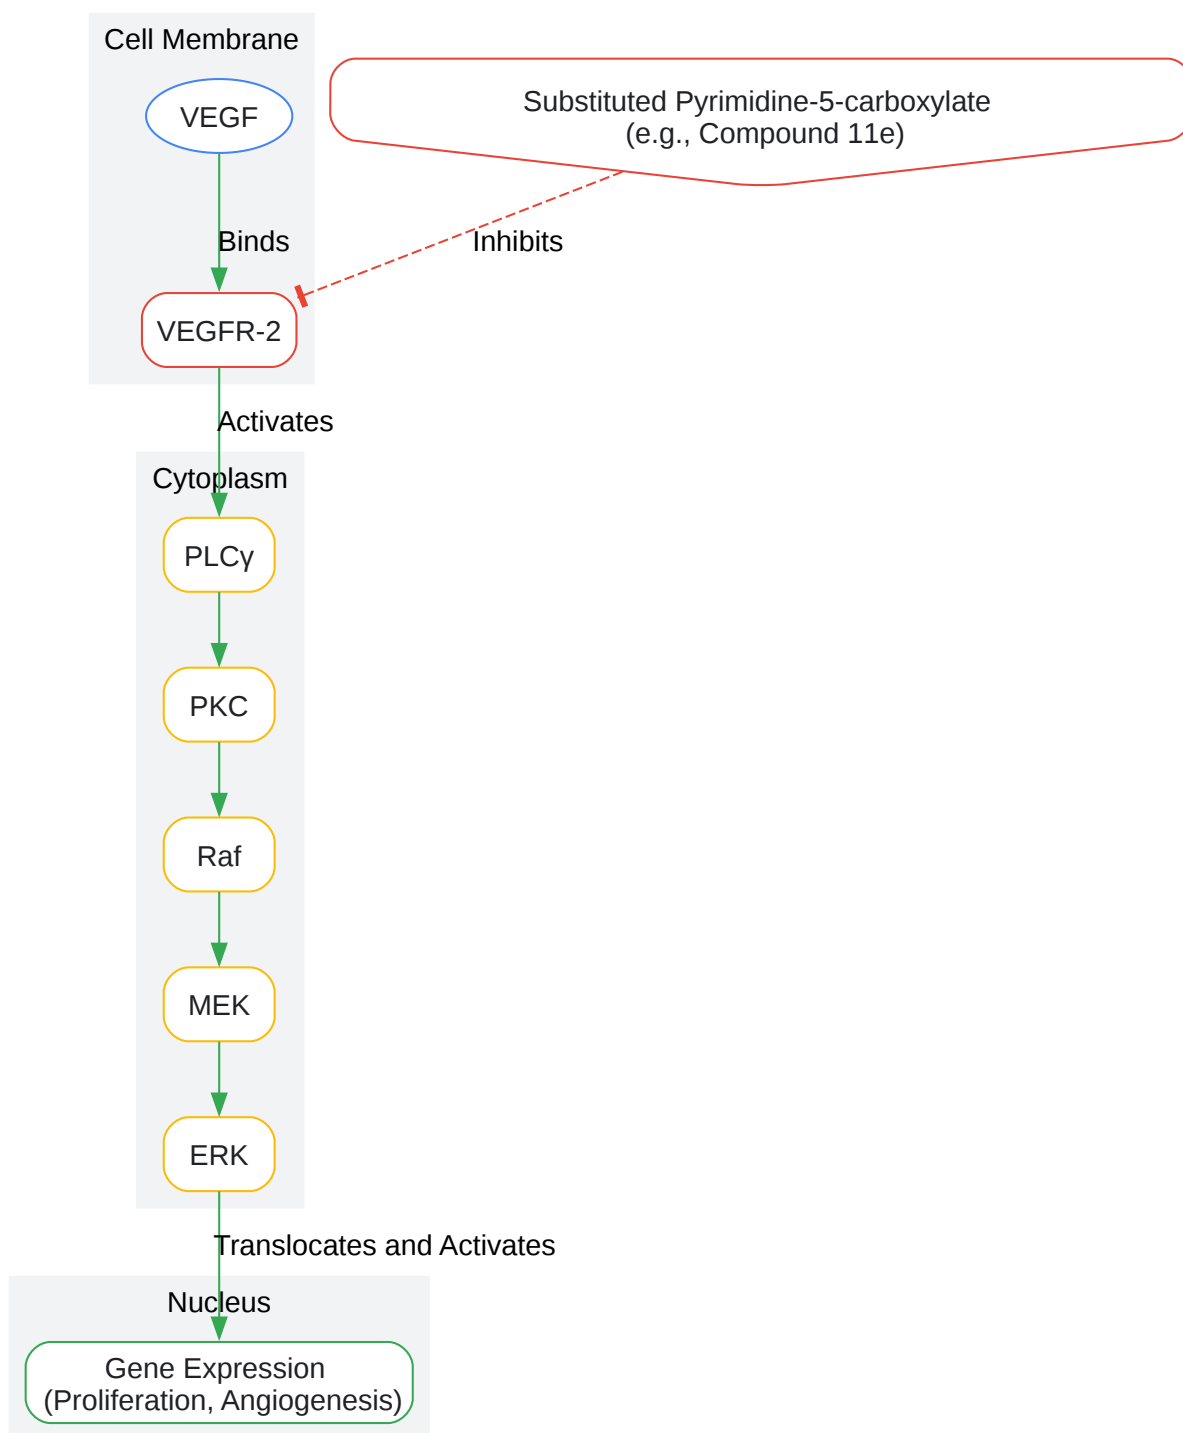 Cell Membrane
VEGF
Substituted Pyrimidine-5-carboxylate
(e.g., Compound 11e)
Binds
Inhibits
VEGFR-2
Activates
Cytoplasm
PLCγ
PKC
Raf
MEK
ERK
Translocates and Activates
Nucleus
Gene Expression
(Proliferation, Angiogenesis)